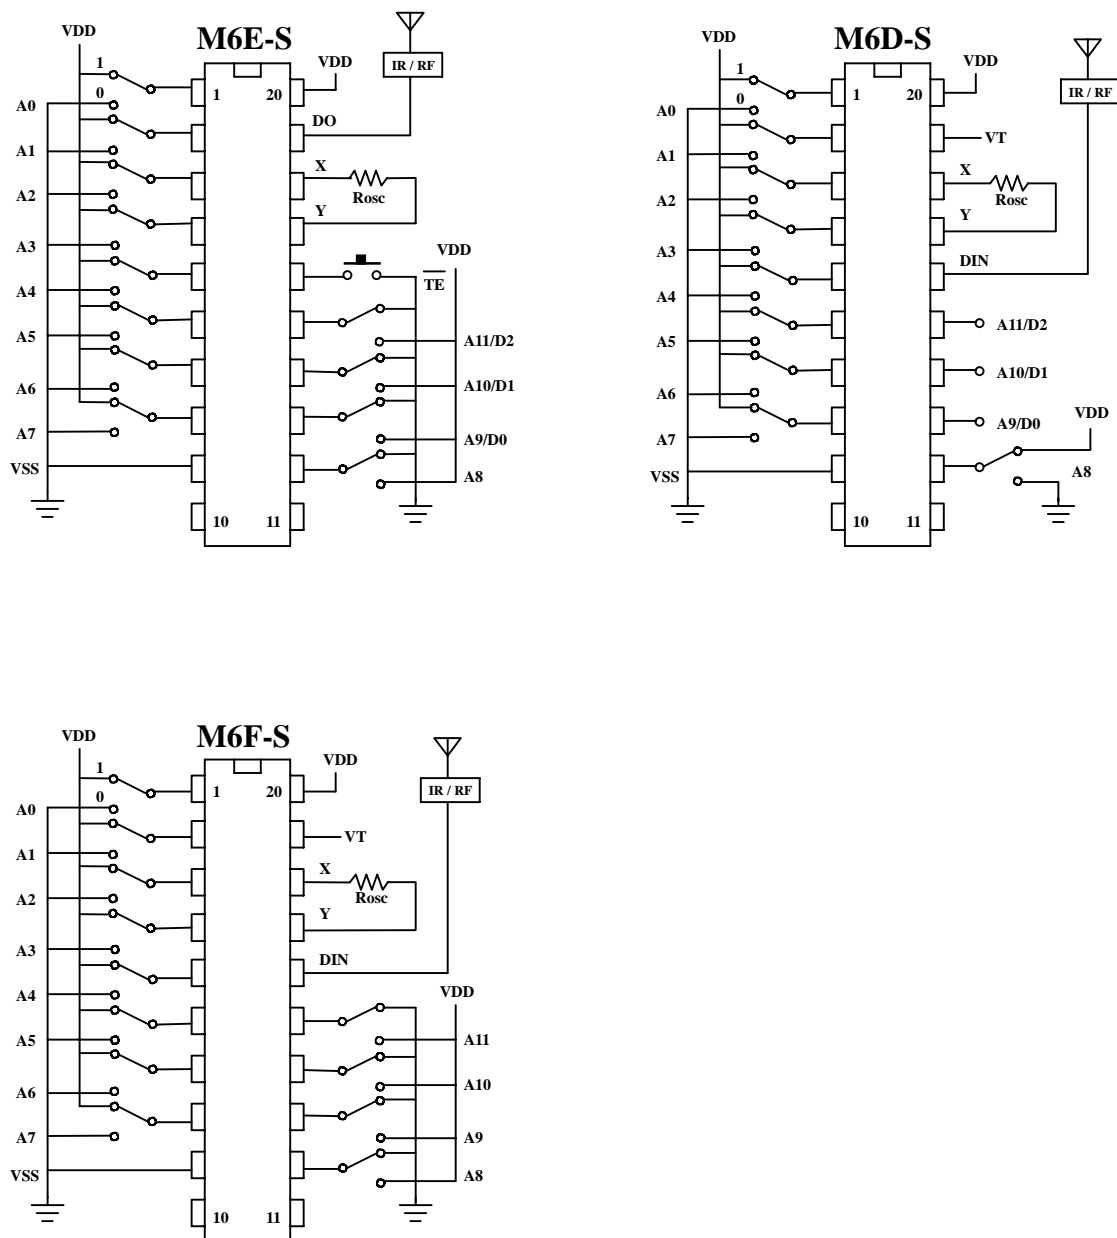 VDD
M6E-S
IR / RF
1
0
1
20
VDD
A0
DO
A1
X
Rosc
A2
Y
A3
VDD
TE
A4
A5
A11/D2
A6
A10/D1
A7
A9/D0
VSS
A8
10
11
VDD
M6D-S
IR / RF
1
0
1
20
VDD
A0
VT
A1
X
Rosc
A2
Y
A3
DIN
A4
A11/D2
A5
A10/D1
A6
A9/D0
VDD
A7
VSS
A8
10
11
VDD
M6F-S
IR / RF
1
0
1
20
VDD
A0
VT
A1
X
Rosc
A2
Y
A3
DIN
A4
VDD
A5
A11
A6
A10
A7
A9
VSS
A8
10
11